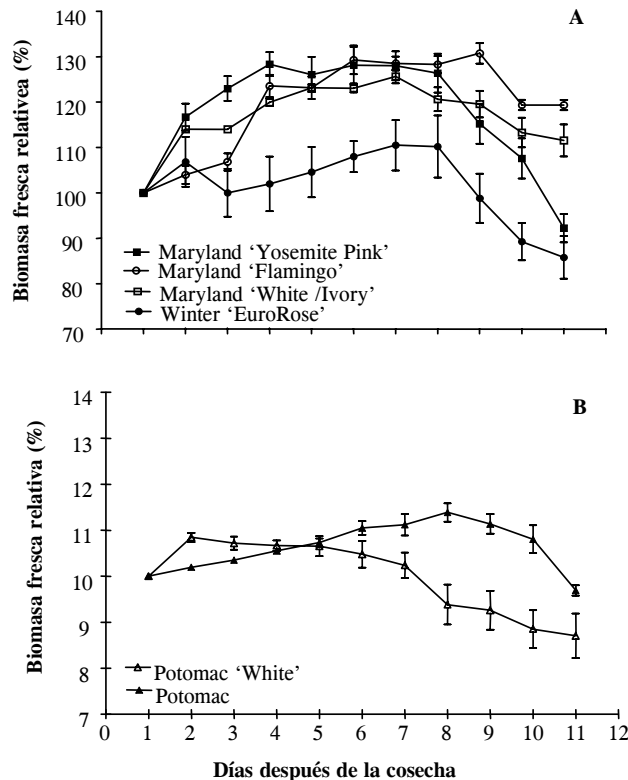 A
Biomasa fresca relativea (%)
140
130
120
110
100
90
80
70
Maryland ‘Yosemite Pink’
Maryland ‘Flamingo’
Maryland ‘White /Ivory’
Winter ‘EuroRose’
B
Biomasa fresca relativa (%)
14
13
12
11
10
9
8
7
Potomac ‘White’
Potomac
0 1 2 3 4 5 6 7 8 9 10 11 12
Días después de la cosecha